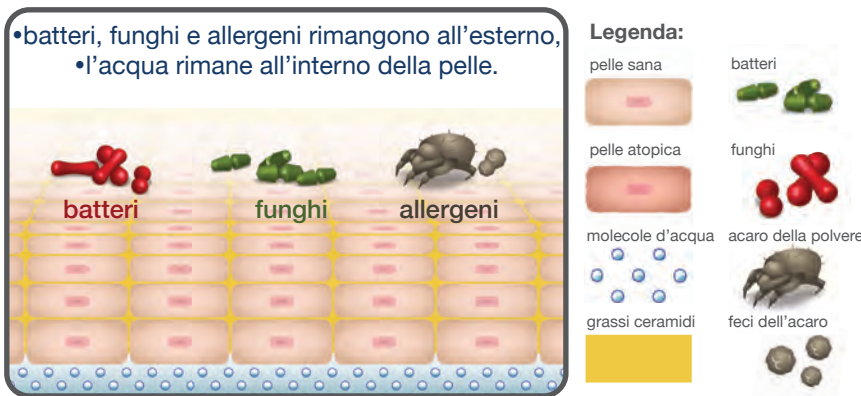 •batteri, funghi e allergeni rimangono all’esterno,
•l’acqua rimane all’interno della pelle.
batteri
funghi
allergeni
Legenda:
pelle sana
batteri
pelle atopica
funghi
molecole d’acqua
acaro della polvere
grassi ceramidi
feci dell’acaro